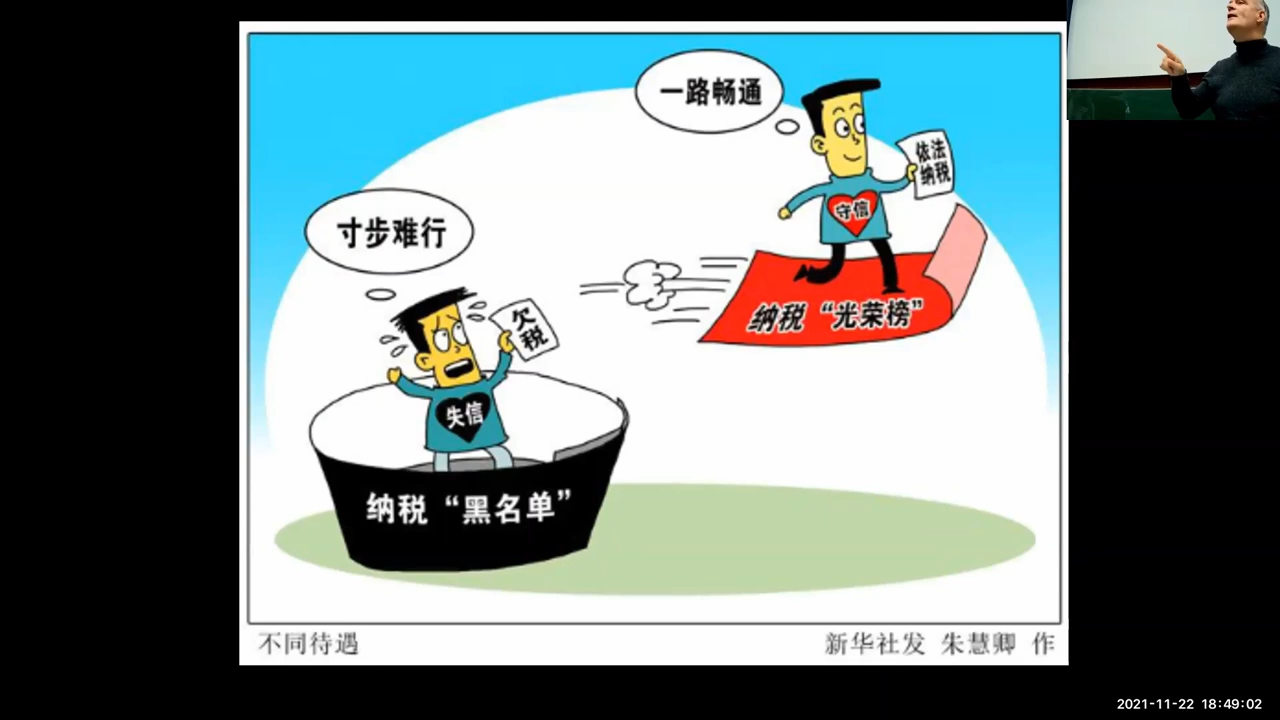 一路畅通
依法
纳税
守信
纳税 “光荣榜”
寸步难行
欠
税
失信
纳税 “黑名单”
不同待遇
新华社发 朱慧卿 作
2021-11-22 18:49:02